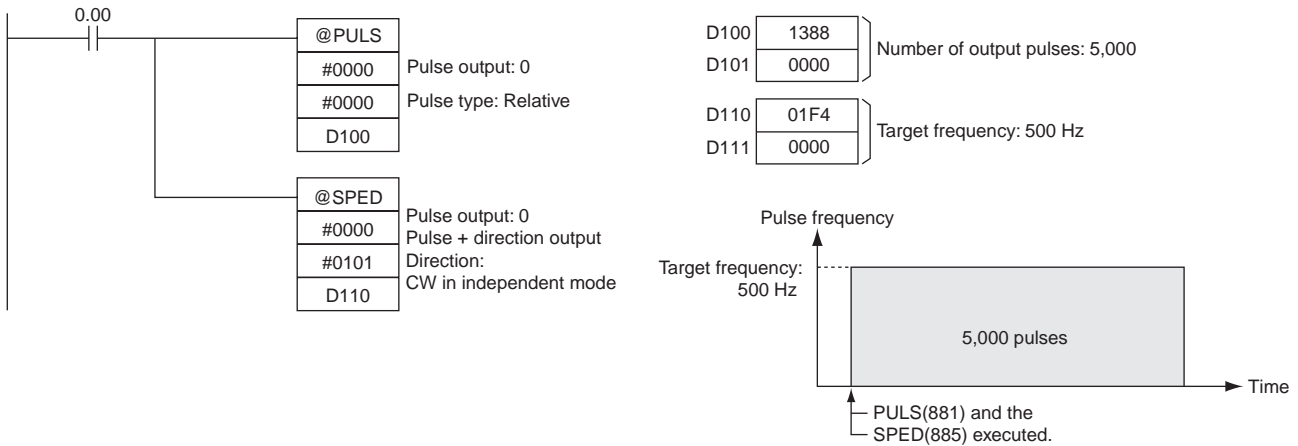 0.00
@PULS
#0000 Pulse output: 0
#0000 Pulse type: Relative
D100
@SPED
#0000
#0101
D110
Pulse output: 0
Pulse + direction output
Direction:
CW in independent mode
D100 1388
D101 0000
Number of output pulses: 5,000
D110 01F4
D111 0000
Target frequency: 500 Hz
Pulse frequency
Target frequency:
500 Hz
5,000 pulses
Time
PULS(881) and the
SPED(885) executed.